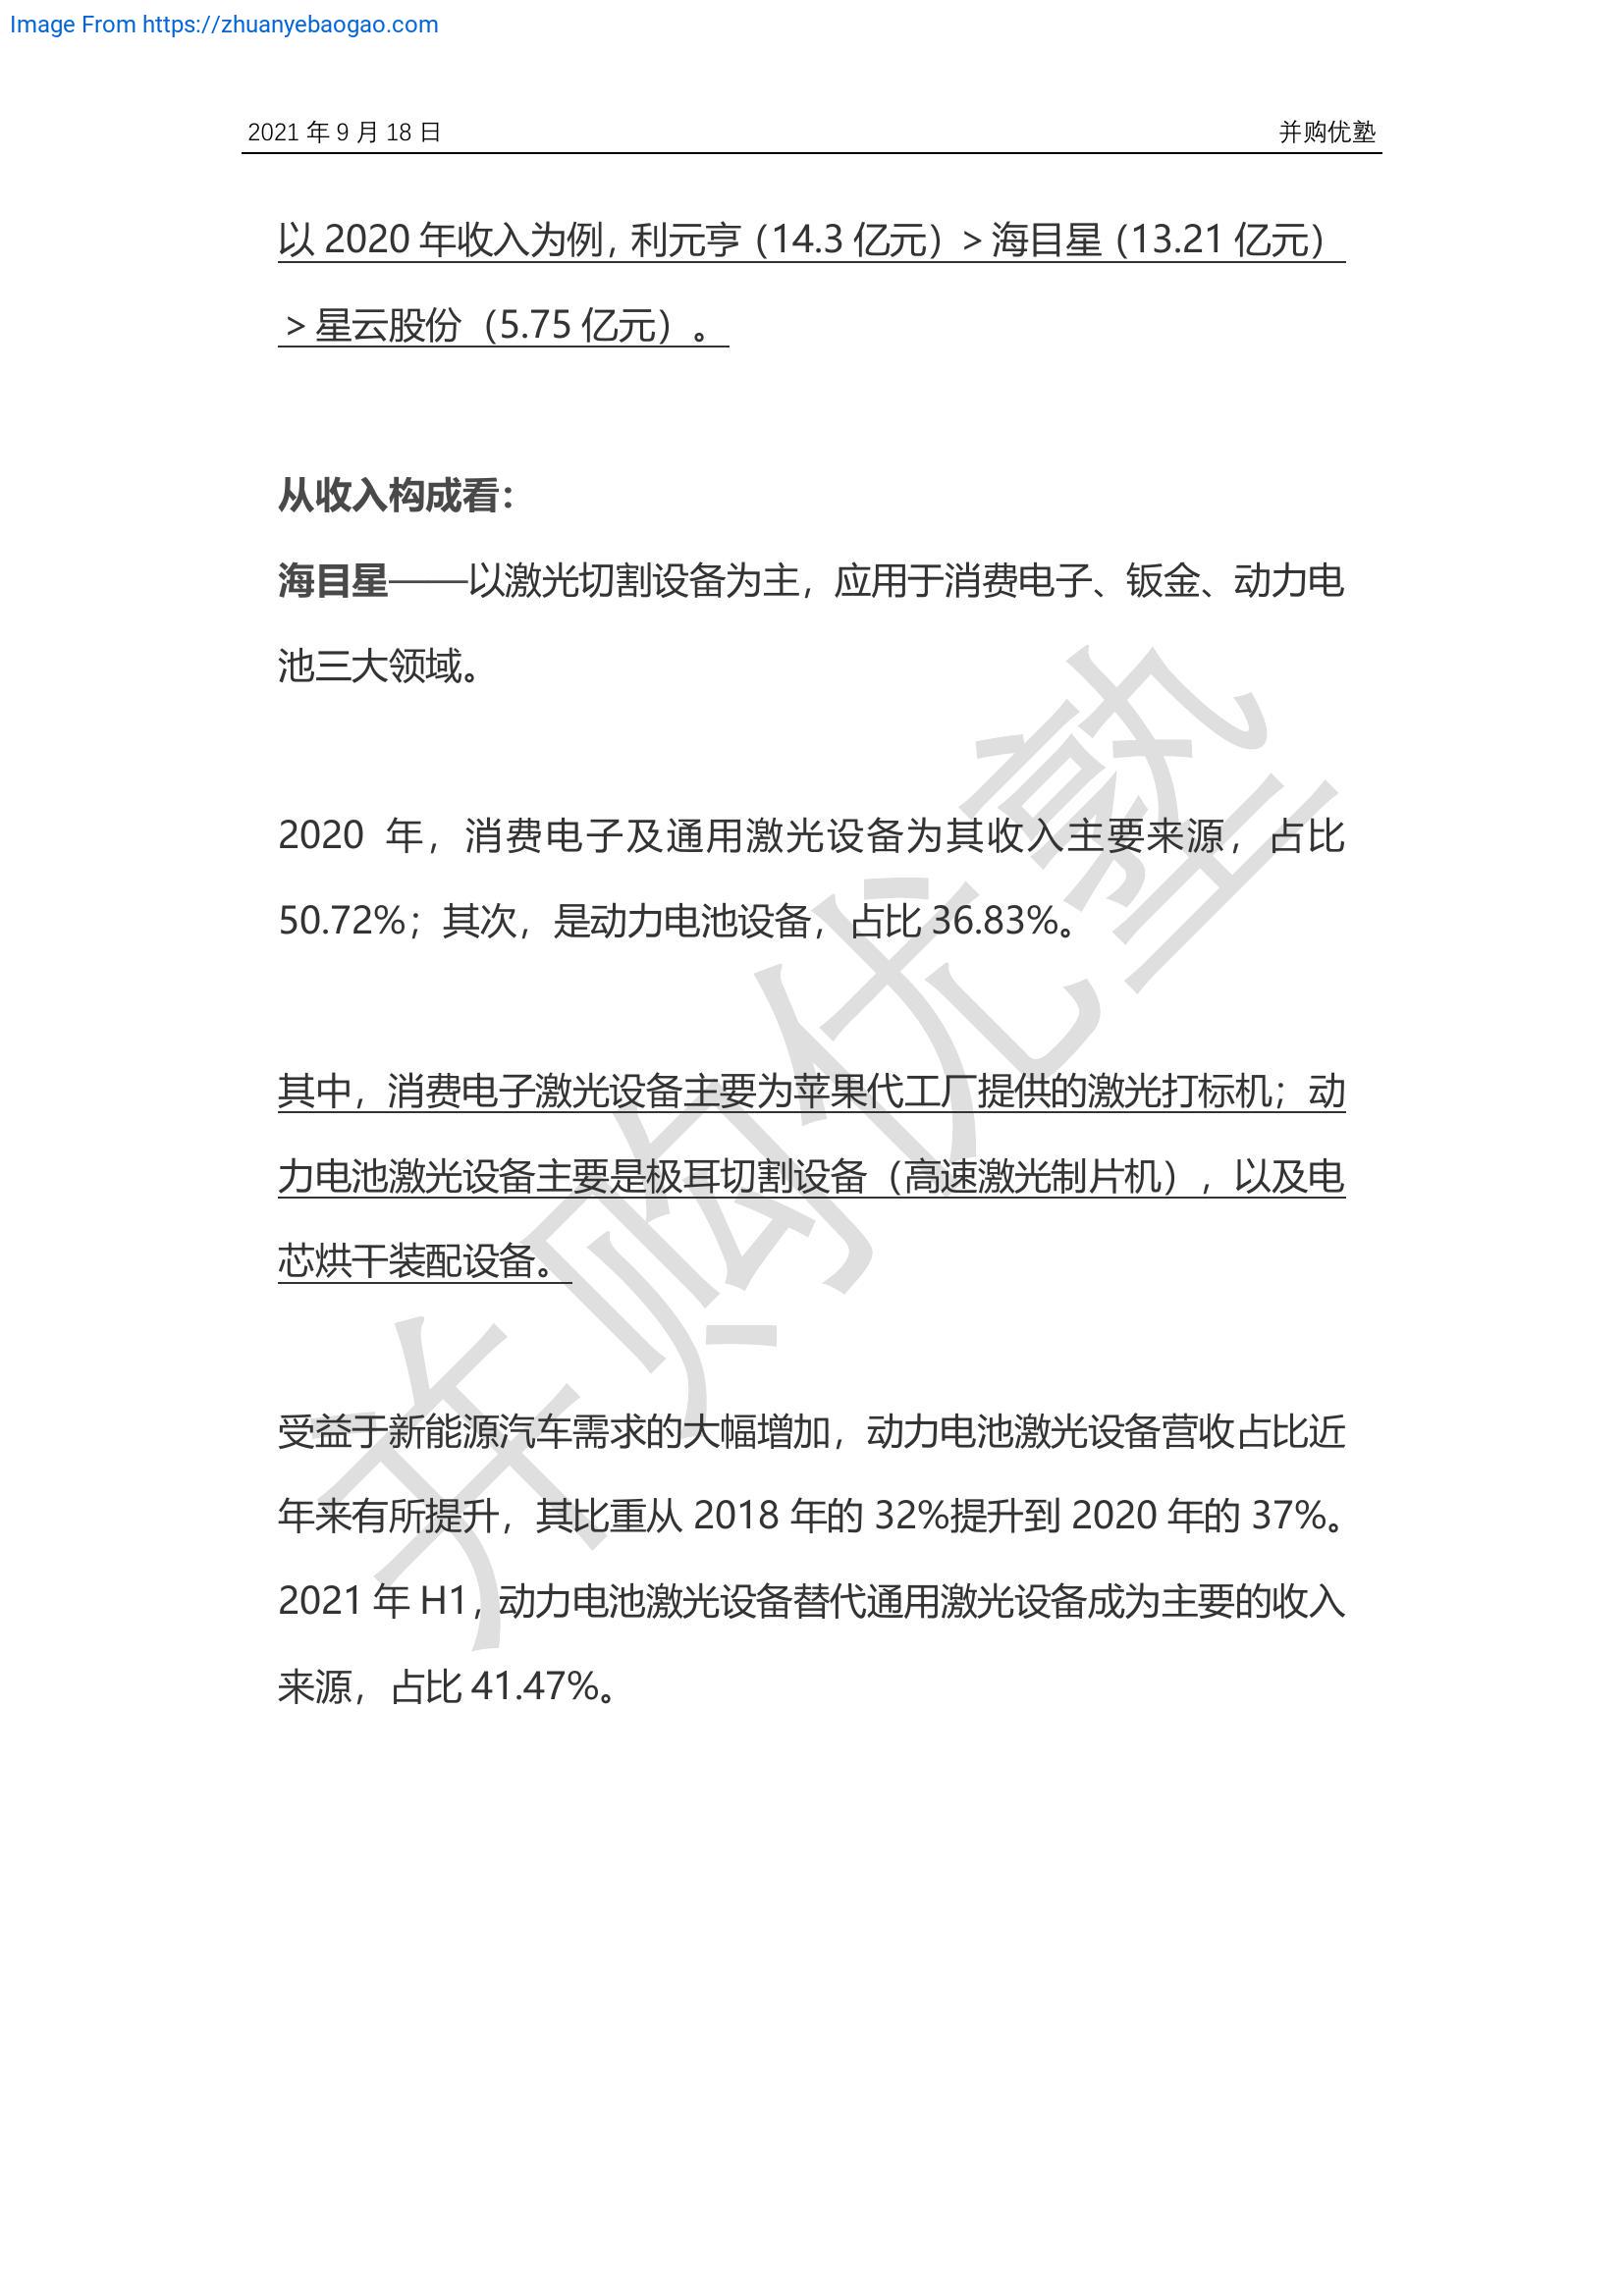 Image From https://zhuanyebaogao.com
2021 年 9 月 18 日 并购优塾
以 2020 年收入为例，利元亨（14.3 亿元）> 海目星（13.21 亿元）
> 星云股份（5.75 亿元）。
从收入构成看：
海目星——以激光切割设备为主，应用于消费电子、钣金、动力电
池三大领域。
2020 年，消费电子及通用激光设备为其收入主要来源，占比
50.72%；其次，是动力电池设备，占比 36.83%。
其中，消费电子激光设备主要为苹果代工厂提供的激光打标机；动
力电池激光设备主要是极耳切割设备（高速激光制片机），以及电
芯烘干装配设备。
受益于新能源汽车需求的大幅增加，动力电池激光设备营收占比近
年来有所提升，其比重从 2018 年的 32%提升到 2020 年的 37%。
2021 年 H1，动力电池激光设备替代通用激光设备成为主要的收入
来源，占比 41.47%。
并购优塾